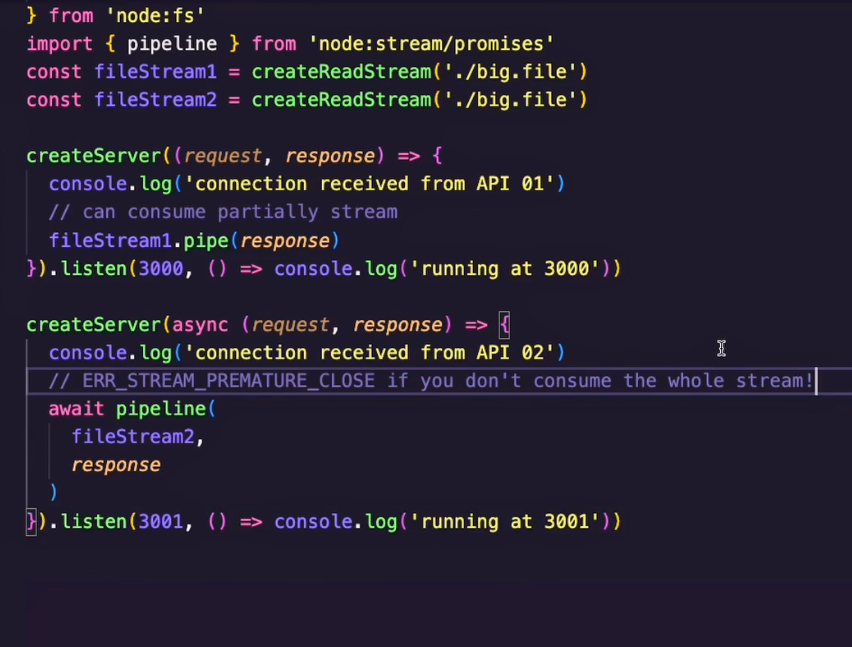 } from 'node:fs'
import { pipeline } from 'node:stream/promises'
const fileStream1 = createReadStream('./big.file')
const fileStream2 = createReadStream('./big.file')
createServer((request, response) => {
console.log('connection received from API 01')
// can consume partially stream
fileStream1.pipe(response)
}).listen(3000, () => console.log('running at 3000'))
createServer(async (request, response) => {
console.log('connection received from API 02')
// ERR_STREAM_PREMATURE_CLOSE if you don't consume the whole stream!
await pipeline(
fileStream2,
response
)
}).listen(3001, () => console.log('running at 3001'))